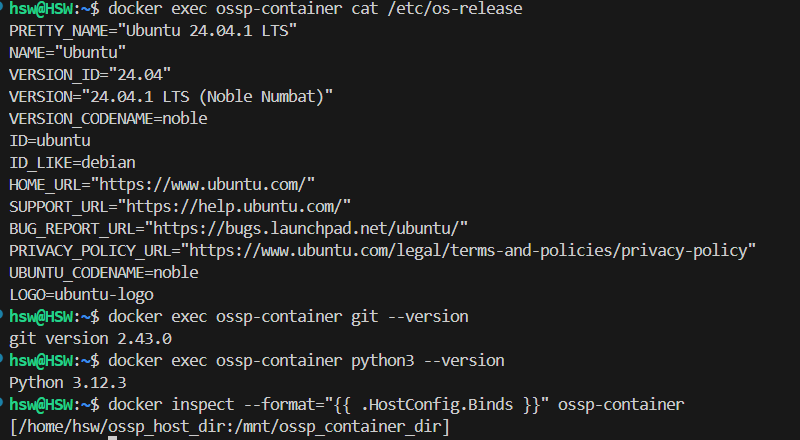 hsw@HSW:~$ docker exec ossp-container cat /etc/os-release
PRETTY_NAME="Ubuntu 24.04.1 LTS"
NAME="Ubuntu"
VERSION_ID="24.04"
VERSION="24.04.1 LTS (Noble Numbat)"
VERSION_CODENAME=noble
ID=ubuntu
ID_LIKE=debian
HOME_URL="https://www.ubuntu.com/"
SUPPORT_URL="https://help.ubuntu.com/"
BUG_REPORT_URL="https://bugs.launchpad.net/ubuntu/"
PRIVACY_POLICY_URL="https://www.ubuntu.com/legal/terms-and-policies/privacy-policy"
UBUNTU_CODENAME=noble
LOGO=ubuntu-logo
hsw@HSW:~$ docker exec ossp-container git --version
git version 2.43.0
hsw@HSW:~$ docker exec ossp-container python3 --version
Python 3.12.3
hsw@HSW:~$ docker inspect --format="{{ .HostConfig.Binds }}" ossp-container
[/home/hsw/ossp_host_dir:/mnt/ossp_container_dir]